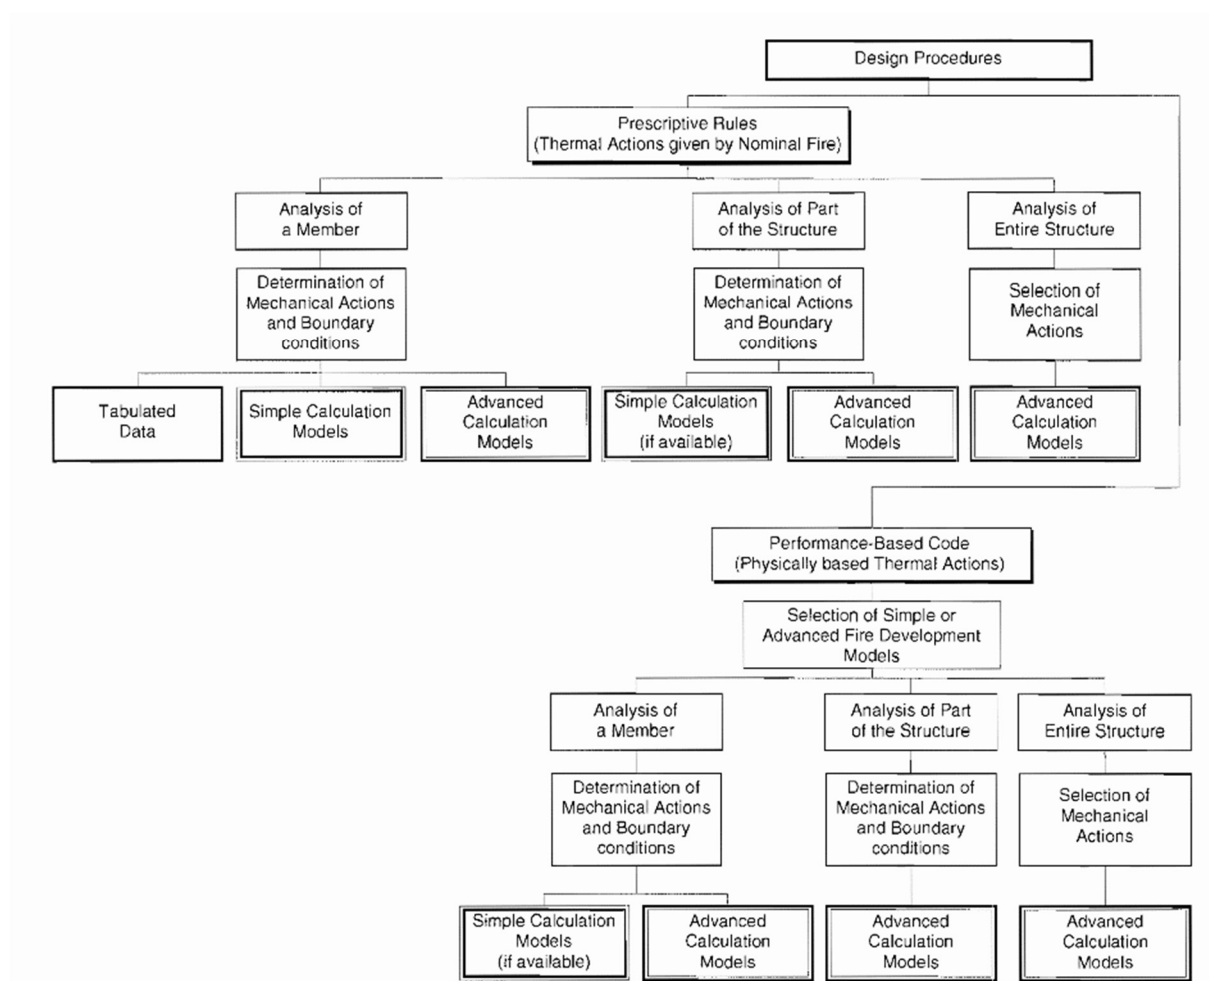 Design Procedures
Prescriptive Rules
(Thermal Actions given by Nominal Fire)
Analysis of
a Member
Analysis of Part
of the Structure
Analysis of
Entire Structure
Determination of
Mechanical Actions
and Boundary
conditions
Determination of
Mechanical Actions
and Boundary
conditions
Selection of
Mechanical
Actions
Tabulated
Data
Simple Calculation
Models
Advanced
Calculation
Models
Simple Calculation
Models
(if available)
Advanced
Calculation
Models
Advanced
Calculation
Models
Performance-Based Code
(Physically based Thermal Actions)
Selection of Simple or
Advanced Fire Development
Models
Analysis of
a Member
Analysis of Part
of the Structure
Analysis of
Entire Structure
Determination of
Mechanical Actions
and Boundary
conditions
Determination of
Mechanical Actions
and Boundary
conditions
Selection of
Mechanical
Actions
Simple Calculation
Models
(if available)
Advanced
Calculation
Models
Advanced
Calculation
Models
Advanced
Calculation
Models